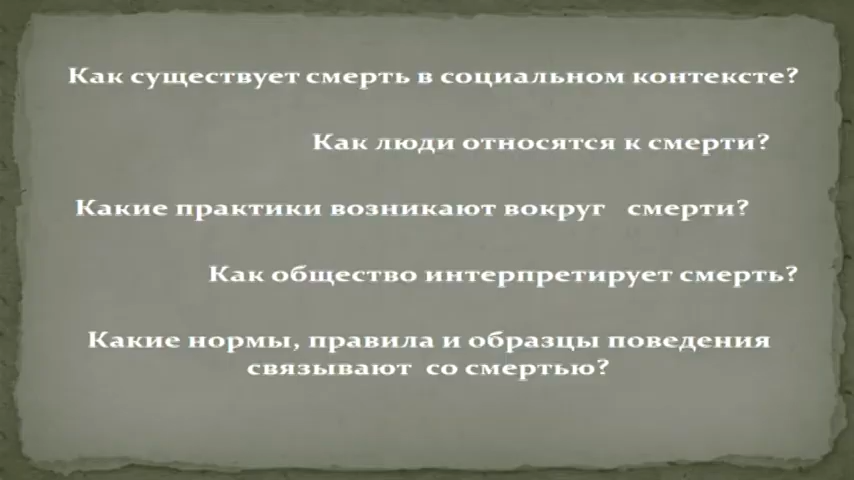 Как существует смерть в социальном контексте?
Как люди относятся к смерти?
Какие практики возникают вокруг смерти?
Как общество интерпретирует смерть?
Какие нормы, правила и образцы поведения
связывают со смертью?